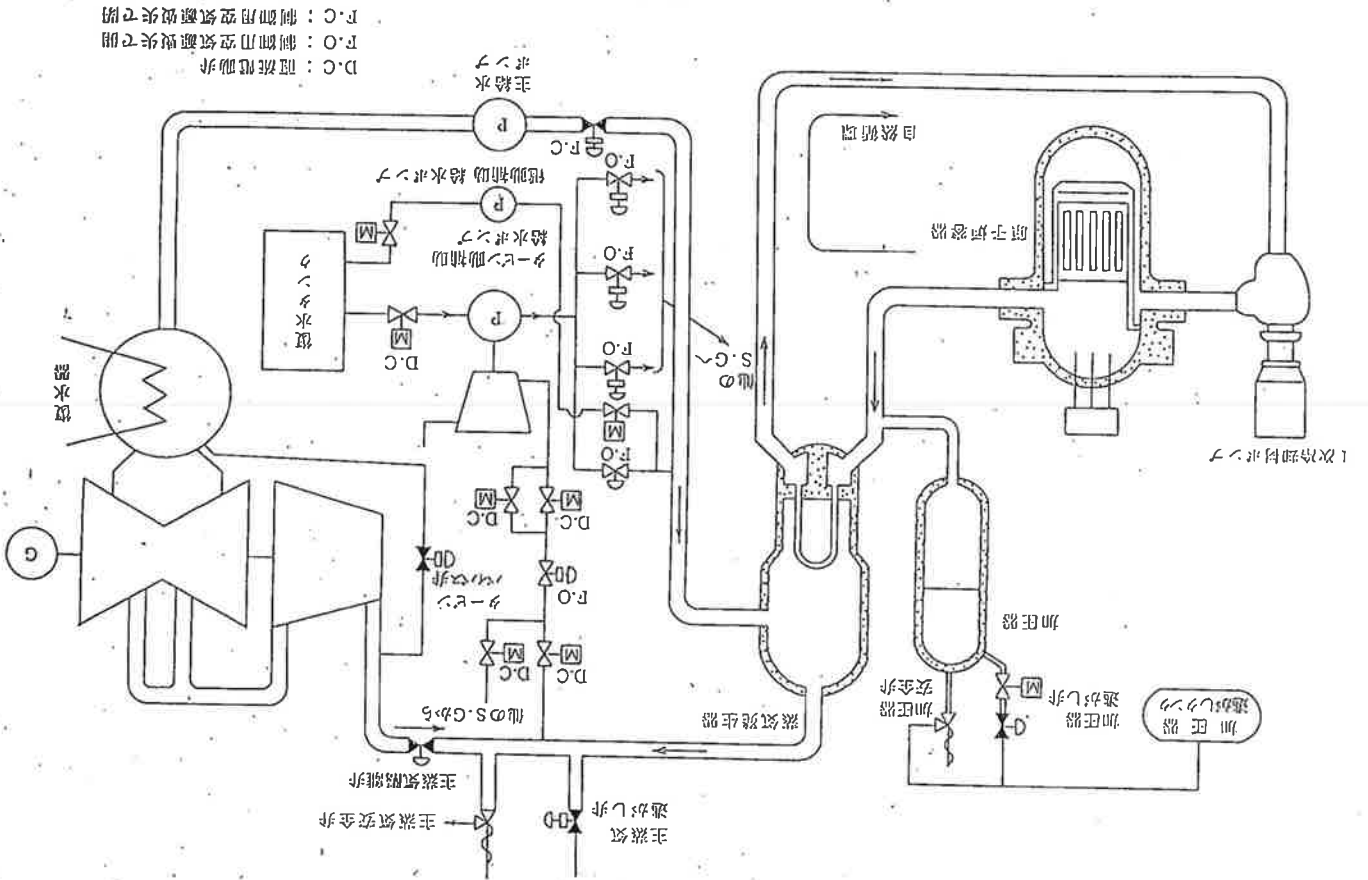 主蒸気
逃がし弁
主蒸気安全弁
主蒸気隔離弁
加圧器
逃がしタンク
加圧器
逃がし弁
M
加圧器
安全弁
加圧器
蒸気発生器
他のS.Gから
D.C
M
D.C
M
F.O
タービン
バイパス弁
D.C
M
D.C
M
G
1次冷却材ポンプ
F.O
M
F.O
他の
S.Gへ
D.C
M
P
タービン動補助
給水ポンプ
F.O
復水タンク
復水器
原子炉容器
自然循環
M
P
電動補助給水ポンプ
F.O
F.C
P
主給水
ポンプ
D.C：直流電動弁
F.O：制御用空気源喪失で開
F.C：制御用空気源喪失で閉